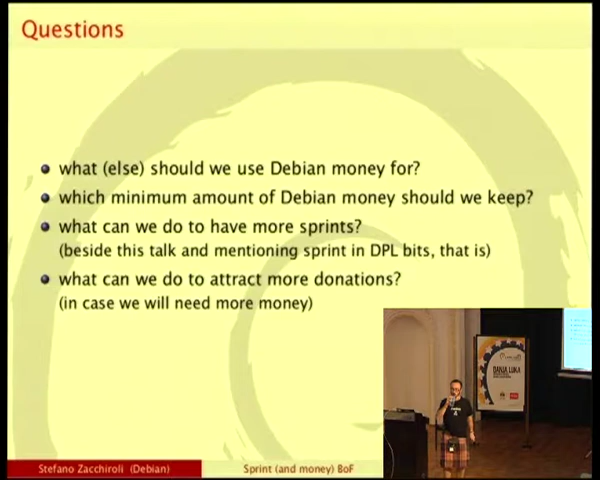 Questions
what (else) should we use Debian money for?
which minimum amount of Debian money should we keep?
what can we do to have more sprints?
(beside this talk and mentioning sprint in DPL bits, that is)
what can we do to attract more donations?
(in case we will need more money)
BANJA LUKA
Stefano Zacchiroli (Debian)
Sprint (and money) BoF